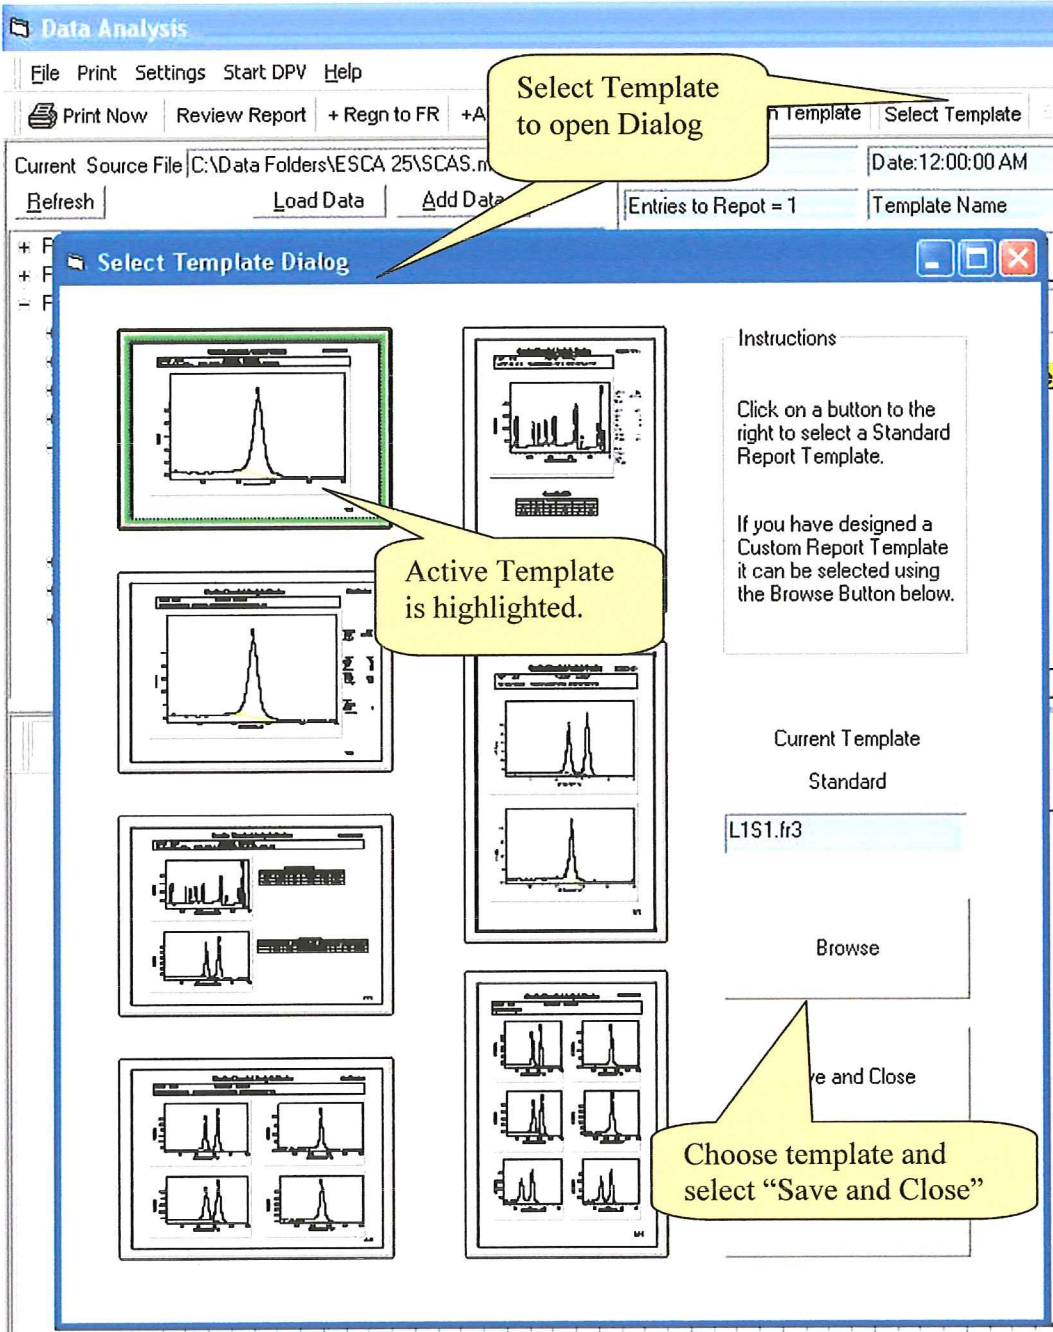 Data Analysis
File Print Settings Start DPV Help
Select Template
to open Dialog
Print Now Review Report + Regn to FR Template Select Template
Current Source File C:\Data Folders\ESCA 25\SCAS.m Date:12:00:00 AM
Refresh Load Data Add Data Entries to Repot = 1 Template Name
Select Template Dialog
Instructions
Click on a button to the
right to select a Standard
Report Template.
If you have designed a
Custom Report Template
it can be selected using
the Browse Button below.
Active Template
is highlighted.
Current Template
Standard
L1S1.fr3
Browse
and Close
Choose template and
select “Save and Close”